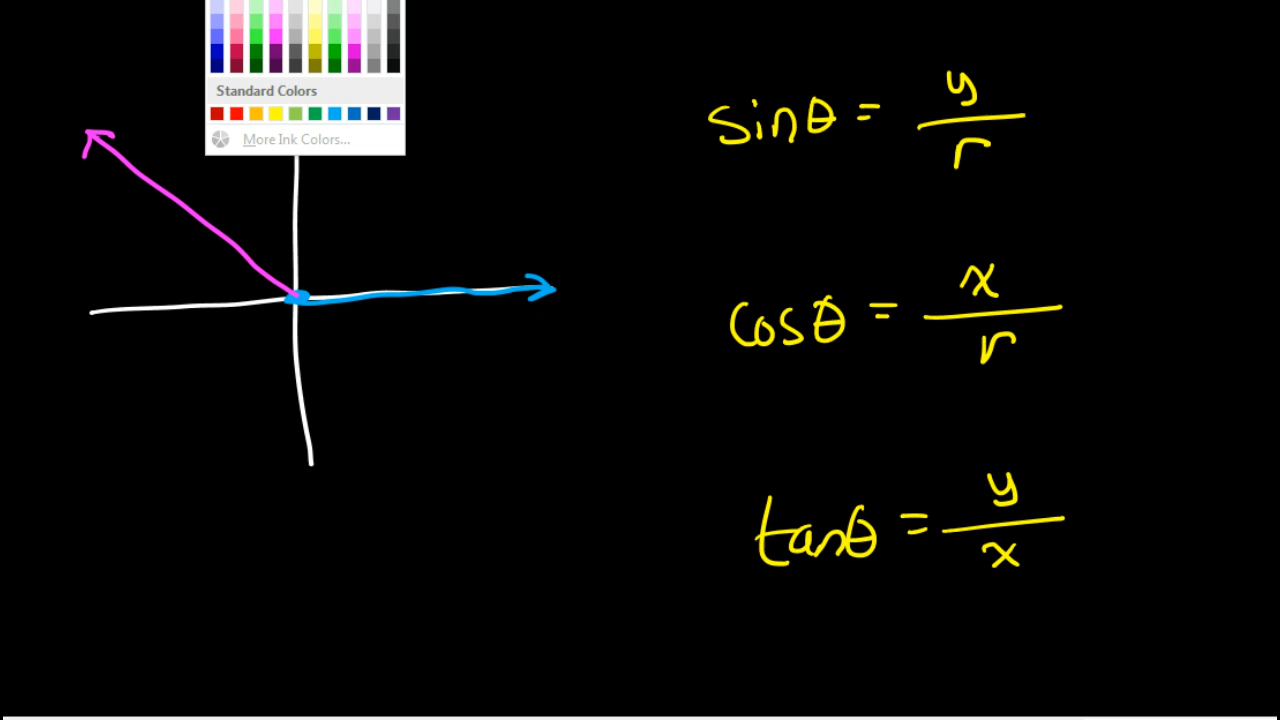 Standard Colors
More Ink Colors...
sinθ = y/r
cosθ = x/r
tanθ = y/x